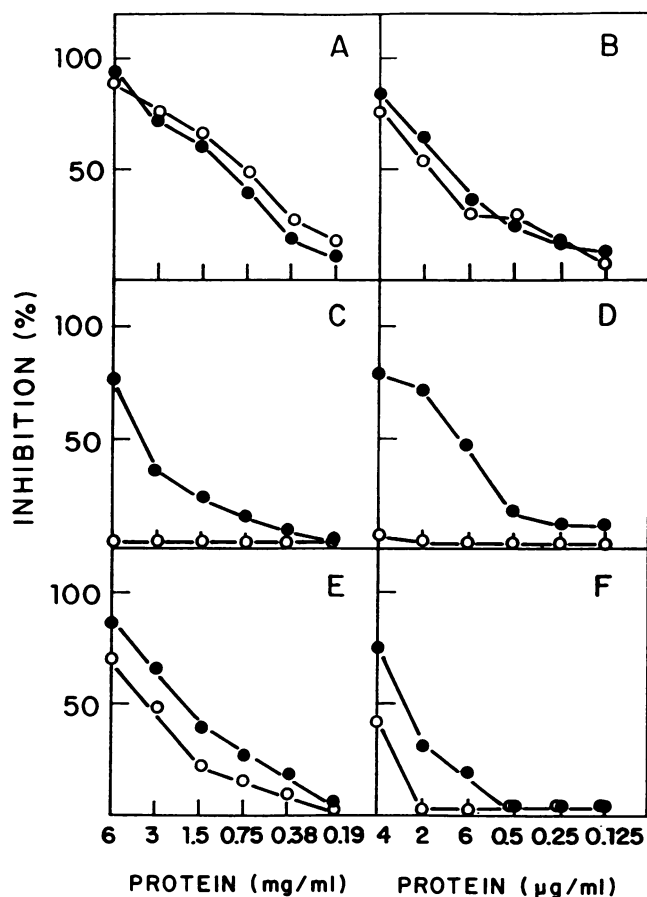 A
B
100
50
C
D
100
50
E
F
100
50
INHIBITION (%)
6 3 1.5 0.75 0.38 0.19
4 2 6 0.5 0.25 0.125
PROTEIN (mg/ml)
PROTEIN (µg/ml)